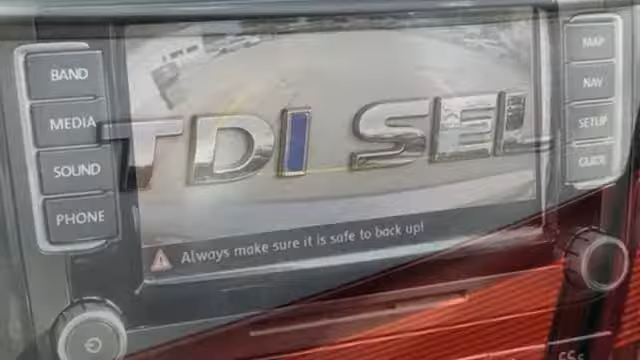 BAND
MEDIA
SOUND
PHONE
TDI SEL
MAP
NAV
SETUP
GUIDE
Always make sure it is safe to back up!